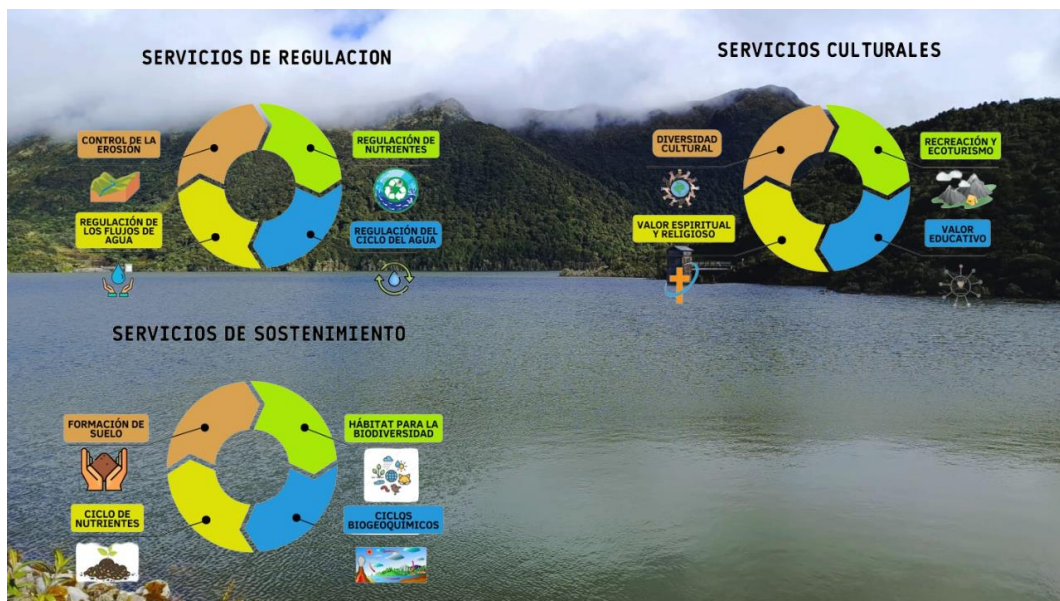 SERVICIOS DE REGULACION
CONTROL DE LA
EROSIÓN
REGULACIÓN DE
NUTRIENTES
REGULACIÓN DE
LOS FLUJOS DE
AGUA
REGULACIÓN DEL
CICLO DEL AGUA
SERVICIOS CULTURALES
DIVERSIDAD
CULTURAL
RECREACIÓN Y
ECOTURISMO
VALOR ESPIRITUAL
Y RELIGIOSO
VALOR
EDUCATIVO
SERVICIOS DE SOSTENIMIENTO
FORMACIÓN DE
SUELO
HÁBITAT PARA LA
BIODIVERSIDAD
CICLO DE
NUTRIENTES
CICLOS
BIOGEOQUÍMICOS